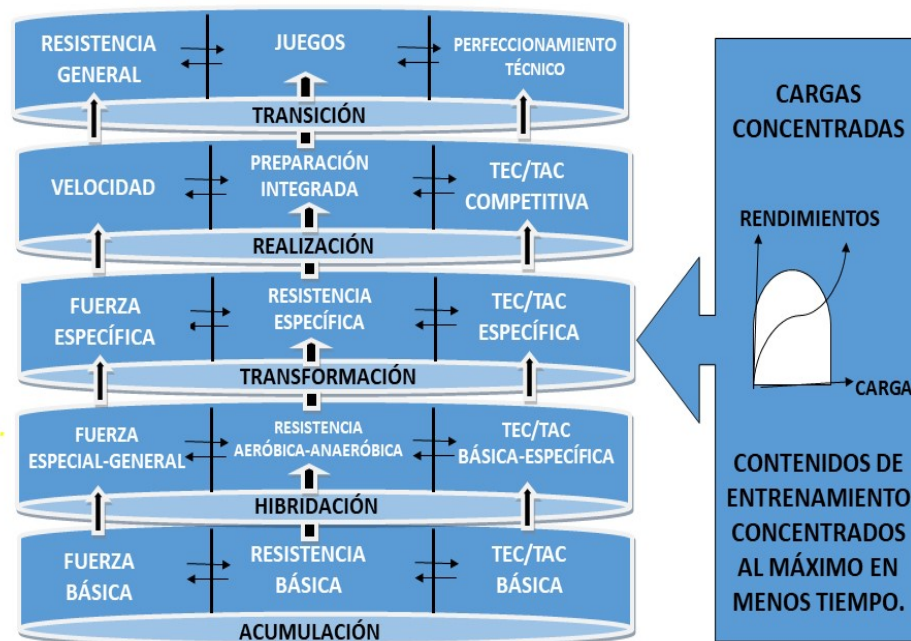 RESISTENCIA
GENERAL
JUEGOS
PERFECCIONAMIENTO
TÉCNICO
TRANSICIÓN
VELOCIDAD
PREPARACIÓN
INTEGRADA
TEC/TAC
COMPETITIVA
REALIZACIÓN
FUERZA
ESPECÍFICA
RESISTENCIA
ESPECÍFICA
TEC/TAC
ESPECÍFICA
TRANSFORMACIÓN
FUERZA
ESPECIAL-GENERAL
RESISTENCIA
AERÓBICA-ANAERÓBICA
TEC/TAC
BÁSICA-ESPECÍFICA
HIBRIDACIÓN
FUERZA
BÁSICA
RESISTENCIA
BÁSICA
TEC/TAC
BÁSICA
ACUMULACIÓN
CARGAS
CONCENTRADAS
RENDIMIENTOS
CARGA
CONTENIDOS DE
ENTRENAMIENTO
CONCENTRADOS
AL MÁXIMO EN
MENOS TIEMPO.